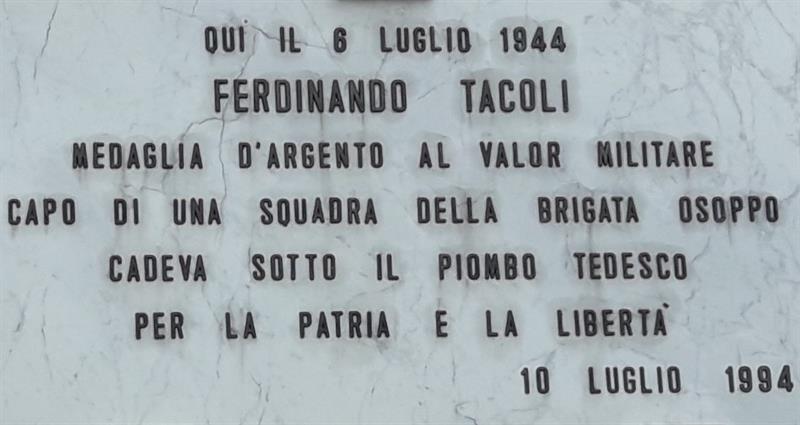 QUI IL 6 LUGLIO 1944
FERDINANDO TACOLI
MEDAGLIA D'ARGENTO AL VALOR MILITARE
CAPO DI UNA SQUADRA DELLA BRIGATA OSOPPO
CADEVA SOTTO IL PIOMBO TEDESCO
PER LA PATRIA E LA LIBERTÀ
10 LUGLIO 1994